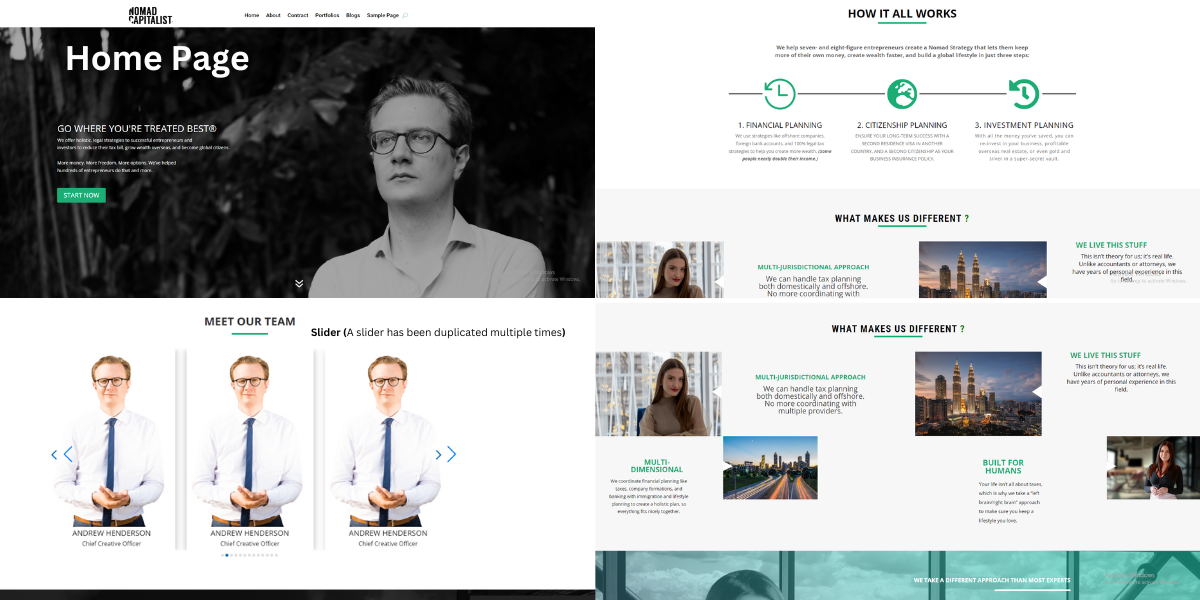 NOMAD
CAPITALIST
Home About Contract Portfolios Blogs Sample Page
Home Page
GO WHERE YOU'RE TREATED BEST®
We offer holistic, legal strategies to successful entrepreneurs and
investors to reduce their tax bill, grow wealth overseas, and become global citizens.
More money. More freedom. More options. We've helped
hundreds of entrepreneurs do that and more.
START NOW
HOW IT ALL WORKS
We help seven- and eight-figure entrepreneurs create a Nomad Strategy that lets them keep
more of their own money, create wealth faster, and build a global lifestyle in just three steps:
1. FINANCIAL PLANNING
We use strategies like offshore companies,
foreign bank accounts, and 100% legal tax
strategies to help you create more wealth. (some
people nearly double their income.)
2. CITIZENSHIP PLANNING
ENSURE YOUR LONG-TERM SUCCESS WITH A
SECOND RESIDENCE VISA IN ANOTHER
COUNTRY, AND A SECOND CITIZENSHIP AS YOUR
BUSINESS INSURANCE POLICY.
3. INVESTMENT PLANNING
With all the money you've saved, you can
re-invest in your business, profitable
overseas real estate, or even gold and
silver in a super-secret vault.
WHAT MAKES US DIFFERENT ?
MULTI-JURISDICTIONAL APPROACH
We can handle tax planning
both domestically and offshore.
No more coordinating with
WE LIVE THIS STUFF
This isn't theory for us; it's real life.
Unlike accountants or attorneys, we
have years of personal experience in this
field.
MEET OUR TEAM
Slider (A slider has been duplicated multiple times)
ANDREW HENDERSON
Chief Creative Officer
ANDREW HENDERSON
Chief Creative Officer
ANDREW HENDERSON
Chief Creative Officer
WHAT MAKES US DIFFERENT ?
MULTI-JURISDICTIONAL APPROACH
We can handle tax planning
both domestically and offshore.
No more coordinating with
multiple providers.
WE LIVE THIS STUFF
This isn't theory for us; it's real life.
Unlike accountants or attorneys, we
have years of personal experience in this
field.
MULTI-
DIMENSIONAL
We coordinate financial planning like
taxes, company formations, and
banking with immigration and lifestyle
planning to create a holistic plan, so
everything fits nicely together.
BUILT FOR
HUMANS
Your life isn't all about taxes,
which is why we take a "left
brain/right brain" approach
to make sure you keep a
lifestyle you love.
WE TAKE A DIFFERENT APPROACH THAN MOST EXPERTS